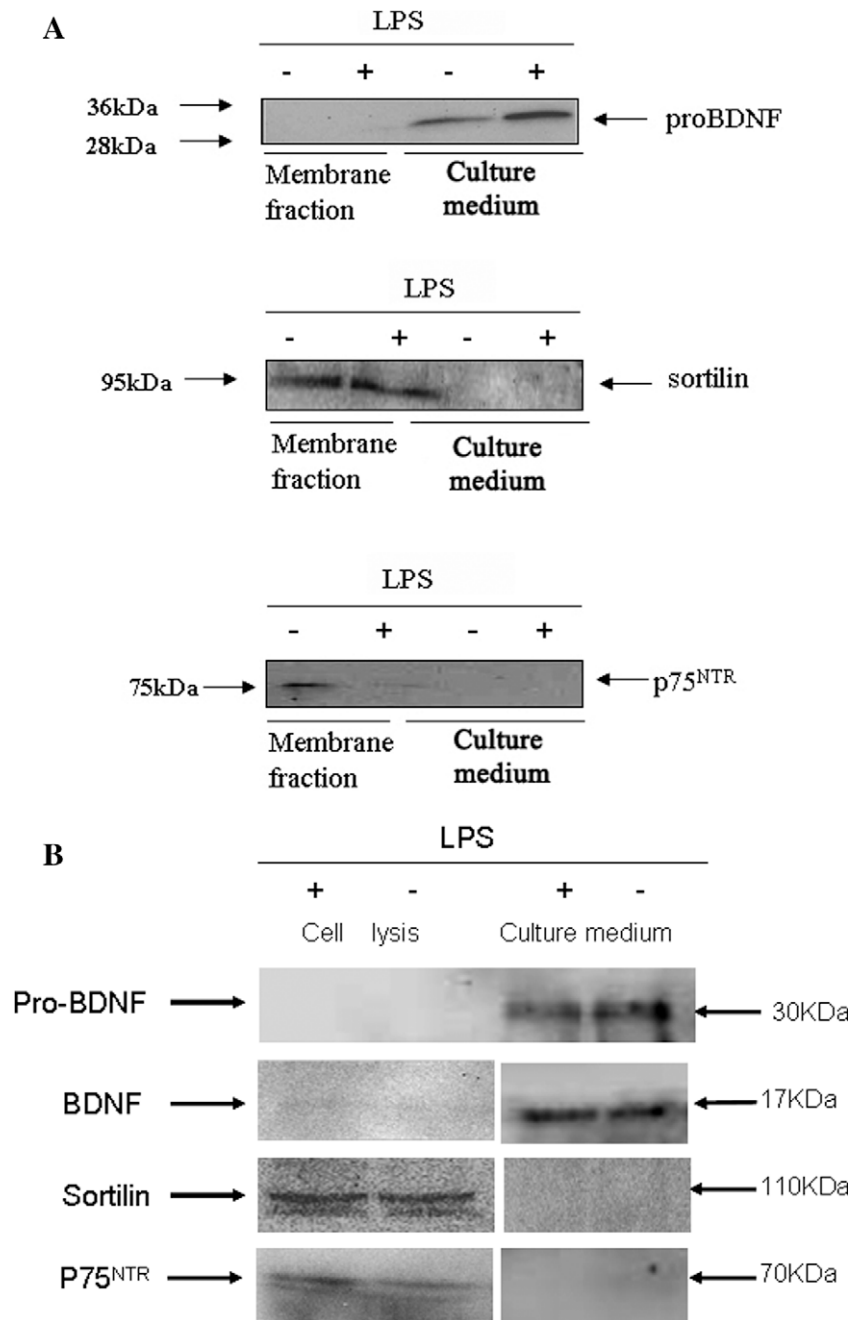 A
LPS
- + - +
36kDa
28kDa
proBDNF
Membrane fraction
Culture medium
LPS
- + - +
95kDa
sortilin
Membrane fraction
Culture medium
LPS
- + - +
75kDa
p75NTR
Membrane fraction
Culture medium
B
LPS
+ - + -
Cell lysis Culture medium
Pro-BDNF 30KDa
BDNF 17KDa
Sortilin 110KDa
P75NTR 70KDa